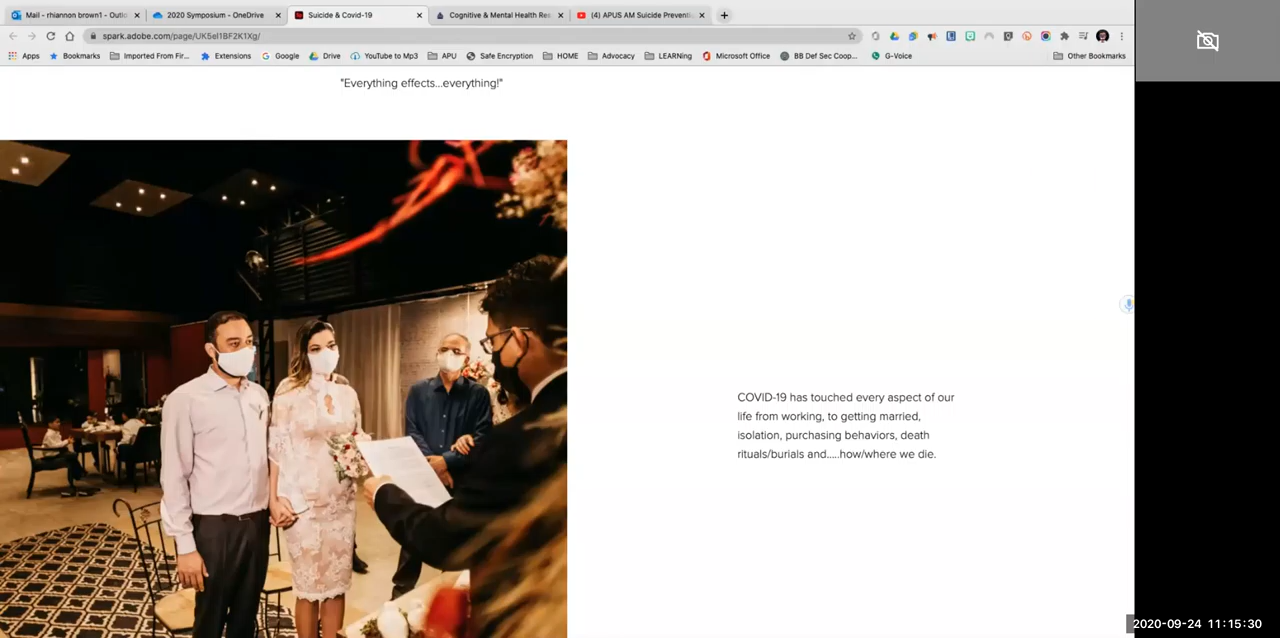 Mail - rhiannon brown1 - Outlo
2020 Symposium - OneDrive
Suicide & Covid-19
Cognitive & Mental Health Res
(4) APUS AM Suicide Preventi
spark.adobe.com/page/UK5eI1BF2K1Xg/
Apps
Bookmarks
Imported From Fir...
Extensions
Google
Drive
YouTube to Mp3
APU
Safe Encryption
HOME
Advocacy
LEARNing
Microsoft Office
BB Def Sec Coop...
G-Voice
Other Bookmarks
"Everything effects...everything!"
COVID-19 has touched every aspect of our
life from working, to getting married,
isolation, purchasing behaviors, death
rituals/burials and.....how/where we die.
2020-09-24 11:15:30